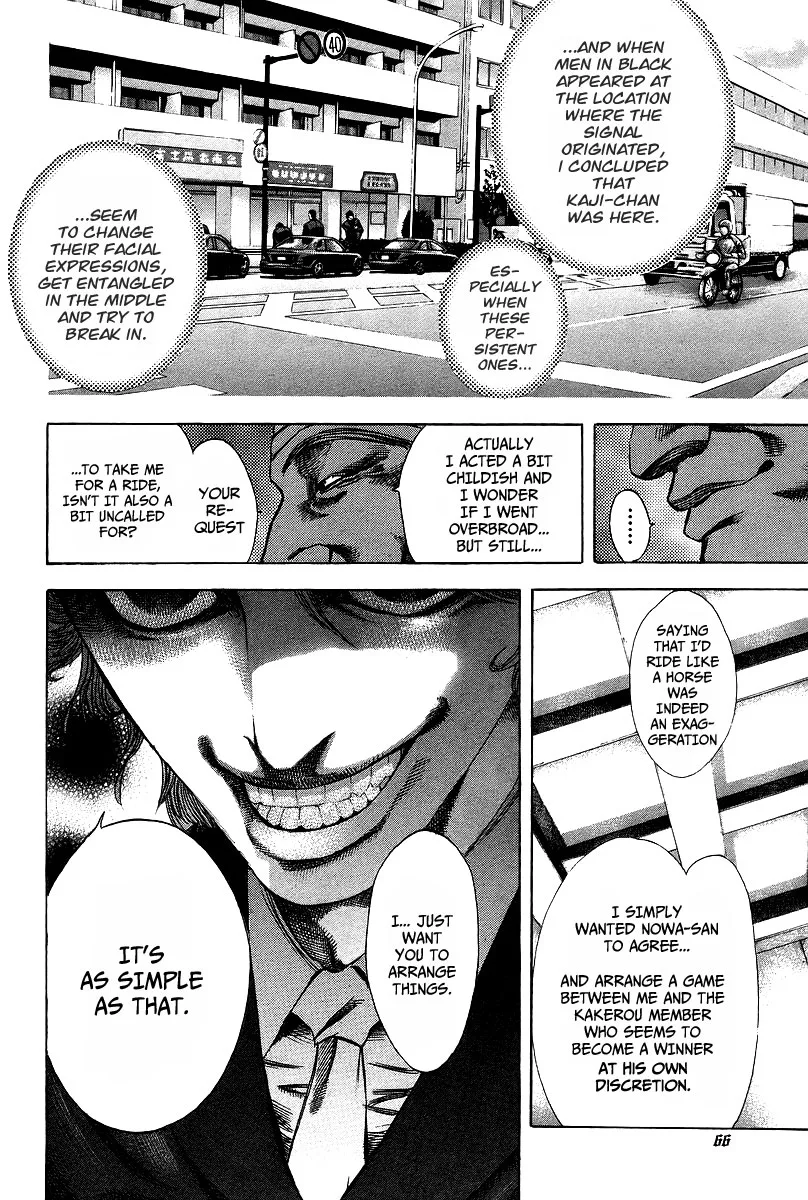 ...AND WHEN
MEN IN BLACK
APPEARED AT
THE LOCATION
WHERE THE
SIGNAL
ORIGINATED,
I CONCLUDED
THAT
KAJI-CHAN
WAS HERE.
40
ES-
PECIALLY
WHEN
THESE
PER-
SISTENT
ONES...
...SEEM
TO CHANGE
THEIR FACIAL
EXPRESSIONS,
GET ENTANGLED
IN THE MIDDLE
AND TRY TO
BREAK IN.
......
ACTUALLY
I ACTED A BIT
CHILDISH AND
I WONDER
IF I WENT
OVERBROAD...
BUT STILL...
YOUR
RE-
QUEST
...TO TAKE ME
FOR A RIDE,
ISN'T IT ALSO A
BIT UNCALLED
FOR?
SAYING
THAT I'D
RIDE LIKE
A HORSE
WAS
INDEED
AN EXAG-
GERATION
I SIMPLY
WANTED NOWA-SAN
TO AGREE...
AND ARRANGE A GAME
BETWEEN ME AND THE
KAKEROU MEMBER
WHO SEEMS TO
BECOME A WINNER
AT HIS OWN
DISCRETION.
I... JUST
WANT
YOU TO
ARRANGE
THINGS.
IT'S
AS SIMPLE
AS THAT.
66